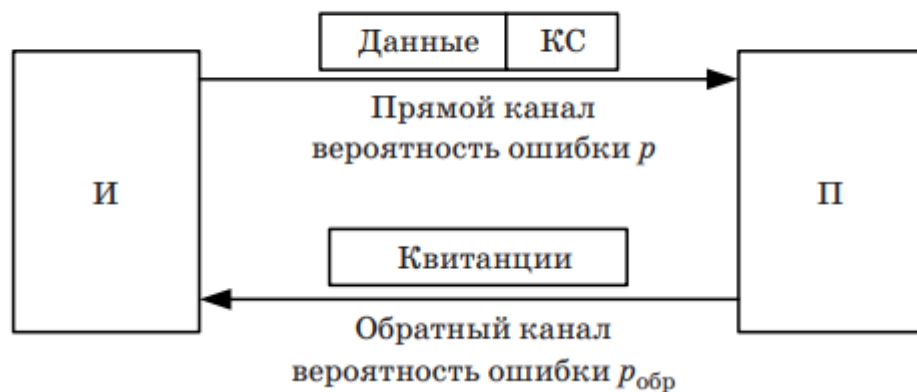 Данные КС
Прямой канал
вероятность ошибки p
И
П
Квитанции
Обратный канал
вероятность ошибки pобр